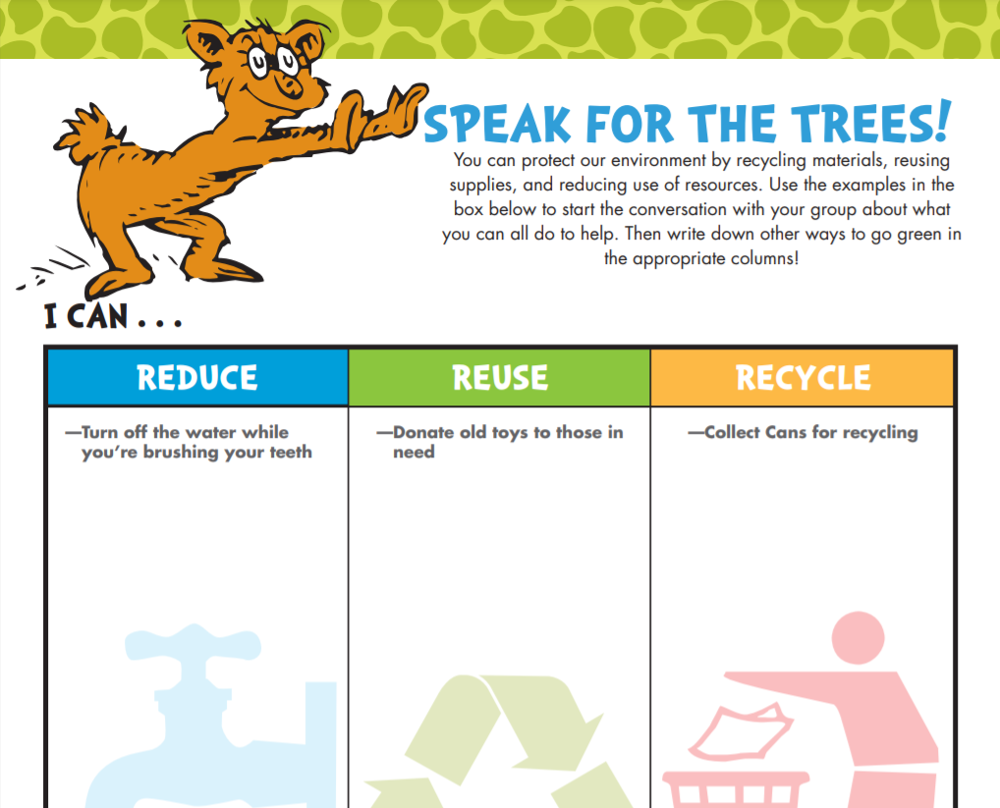 SPEAK FOR THE TREES!
You can protect our environment by recycling materials, reusing
supplies, and reducing use of resources. Use the examples in the
box below to start the conversation with your group about what
you can all do to help. Then write down other ways to go green in
the appropriate columns!
I CAN . . .
REDUCE
—Turn off the water while
you’re brushing your teeth
REUSE
—Donate old toys to those in
need
RECYCLE
—Collect Cans for recycling